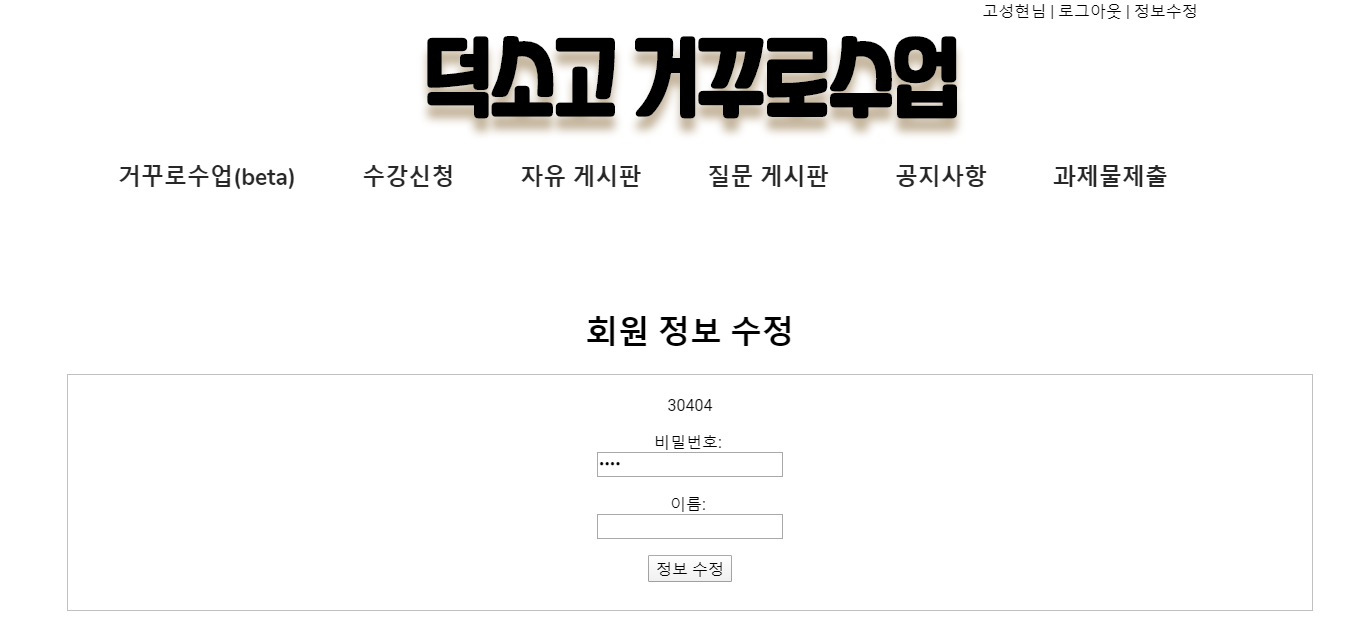 고성현님 | 로그아웃 | 정보수정
덕소고 거꾸로수업
거꾸로수업(beta) 수강신청 자유 게시판 질문 게시판 공지사항 과제물제출
회원 정보 수정
30404
비밀번호:
••••
이름:
정보 수정